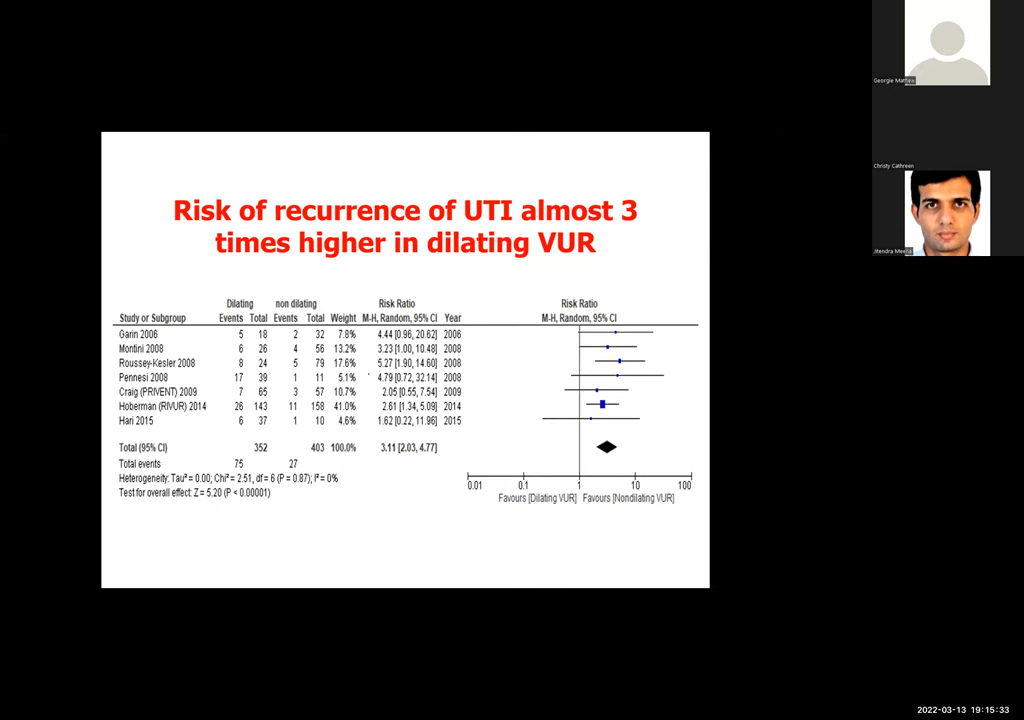 Georgie Mathew
Christy Cathreen
Jitendra Meena
Risk of recurrence of UTI almost 3
times higher in dilating VUR
Dilating non dilating Risk Ratio Risk Ratio
Study or Subgroup Events Total Events Total Weight M-H, Random, 95% CI Year M-H, Random, 95% CI
Garin 2006 5 18 2 32 7.8% 4.44 [0.96, 20.62] 2006
Montini 2008 6 26 4 56 13.2% 3.23 [1.00, 10.48] 2008
Roussey-Kesler 2008 8 24 5 79 17.6% 5.27 [1.90, 14.60] 2008
Pennesi 2008 17 39 1 11 5.1% 4.79 [0.72, 32.14] 2008
Craig (PRIVENT) 2009 7 65 3 57 10.7% 2.05 [0.55, 7.54] 2009
Hoberman (RIVUR) 2014 26 143 11 158 41.0% 2.61 [1.34, 5.09] 2014
Hari 2015 6 37 1 10 4.6% 1.62 [0.22, 11.96] 2015
Total (95% CI) 352 403 100.0% 3.11 [2.03, 4.77]
Total events 75 27
Heterogeneity: Tau² = 0.00; Chi² = 2.51, df = 6 (P = 0.87); I² = 0%
Test for overall effect: Z = 5.20 (P < 0.00001)
0.01 0.1 1 10 100
Favours [Dilating VUR] Favours [Nondilating VUR]
2022-03-13 19:15:33